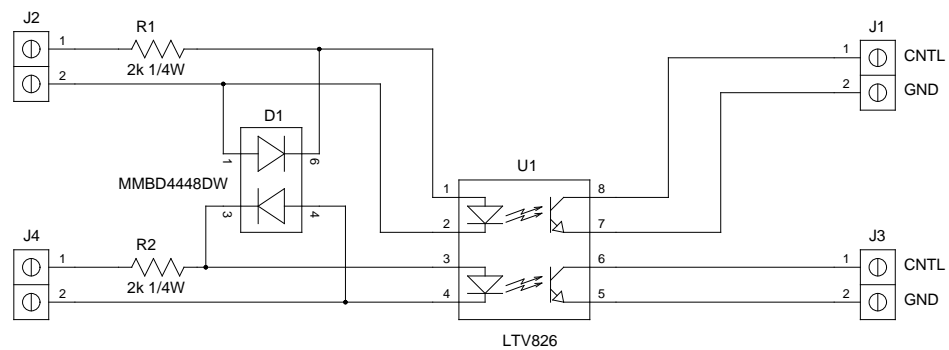 J2
1
R1
2k 1/4W
2
D1
1
6
MMBD4448DW
3
4
J4
1
R2
2k 1/4W
2
U1
1
8
2
7
3
6
4
5
LTV826
J1
1
CNTL
2
GND
J3
1
CNTL
2
GND